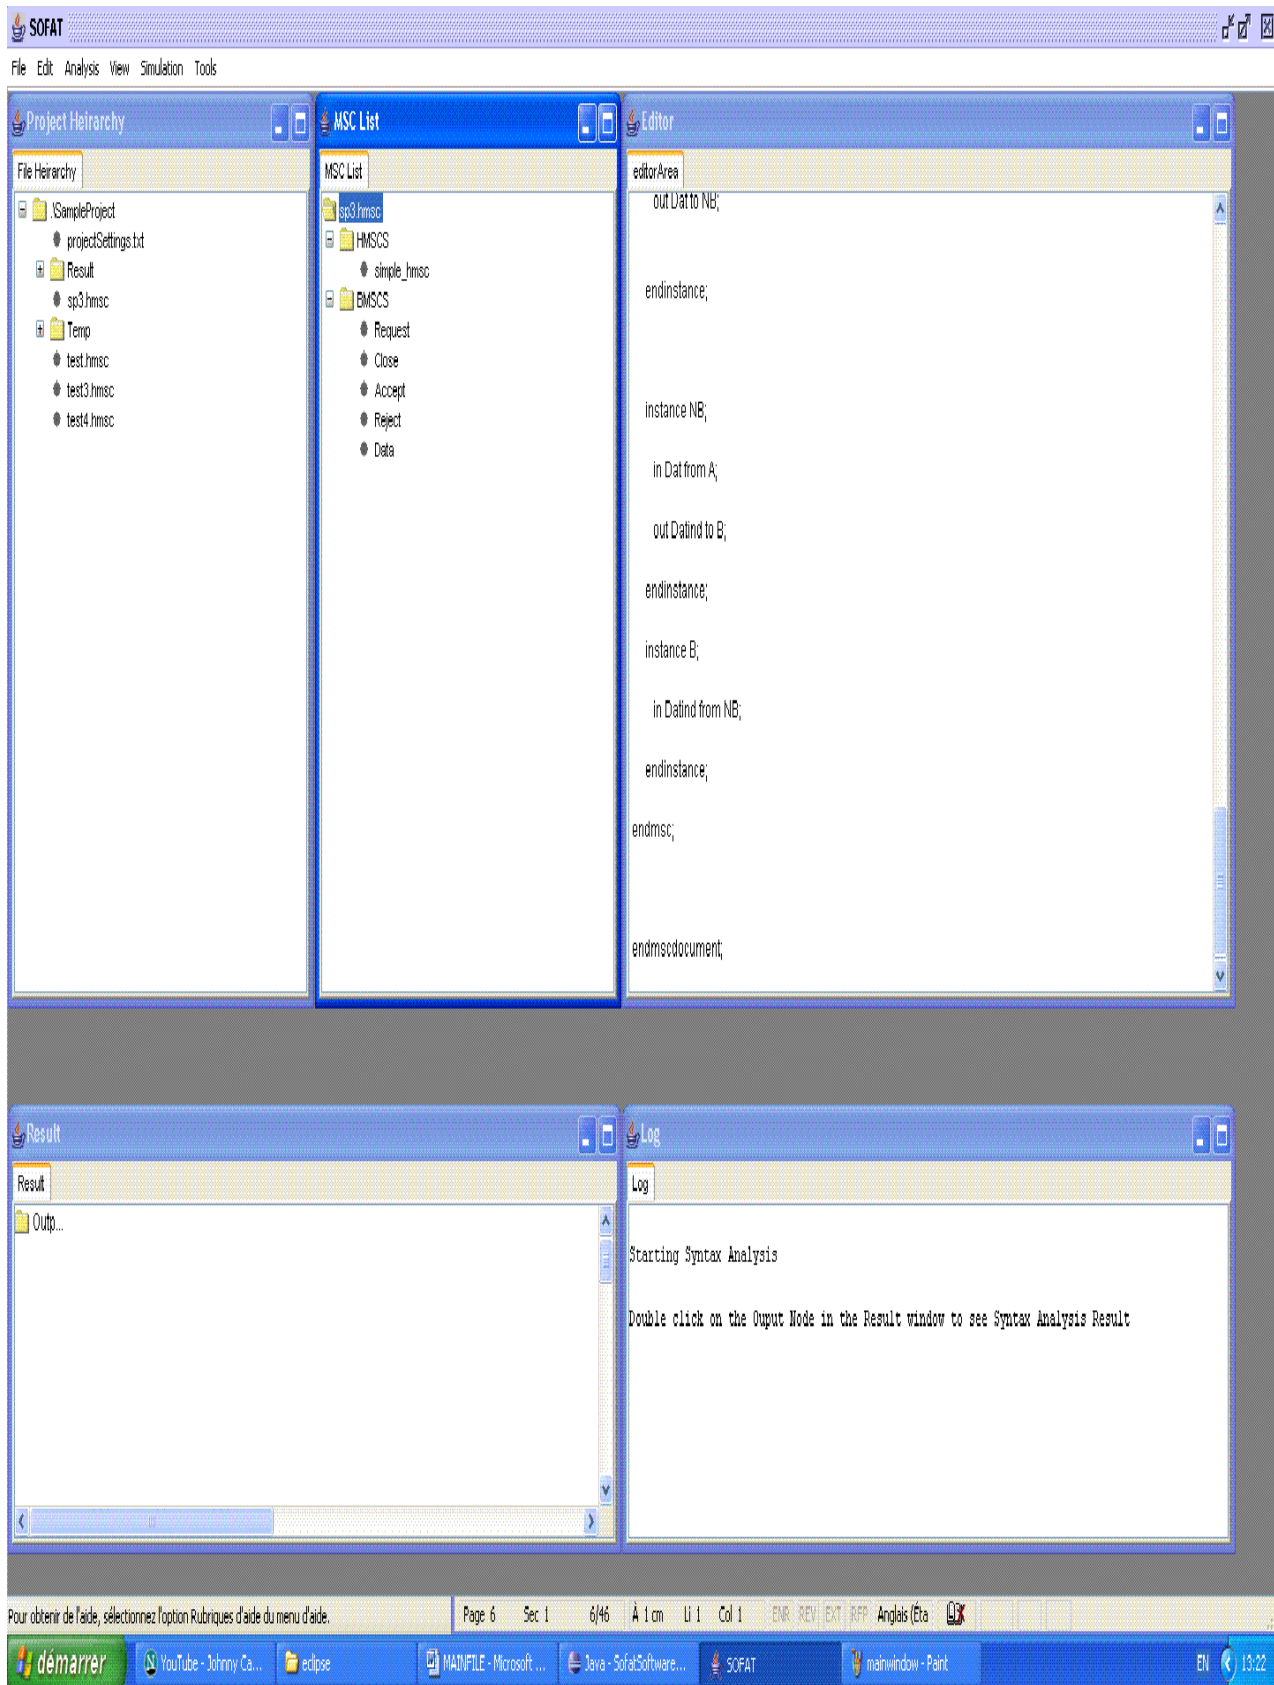 SOFAT
File Edit Analysis View Simulation Tools
Project Heirarchy
File Heirarchy
.\SampleProject
projectSettings.txt
Result
sp3.hmsc
Temp
test.hmsc
test3.hmsc
test4.hmsc
MSC List
MSC List
sp3.hmsc
HMSCS
simple_hmsc
BMSCS
Request
Close
Accept
Reject
Data
Editor
editorArea
out Dat to NB;
endinstance;
instance NB;
in Dat from A;
out Datind to B;
endinstance;
instance B;
in Datind from NB;
endinstance;
endmsc;
endmscdocument;
Result
Result
Outp...
Log
Log
Starting Syntax Analysis
Double click on the Ouput Node in the Result window to see Syntax Analysis Result
Pour obtenir de l'aide, sélectionnez l'option Rubriques d'aide du menu d'aide.
Page 6 Sec 1 6/46 À 1 cm Li 1 Col 1 ENR REV EXT RFP Anglais (Éta
démarrer YouTube - Johnny Ca... eclipse MAINFILE - Microsoft ... Java - SofatSoftware... SOFAT mainwindow - Paint EN 13:22